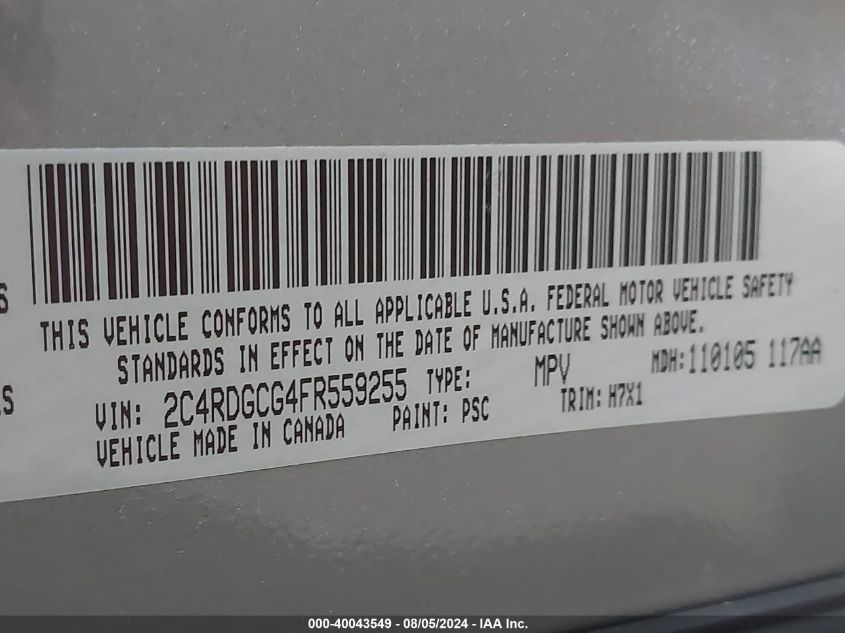 S
THIS VEHICLE CONFORMS TO ALL APPLICABLE U.S.A. FEDERAL MOTOR VEHICLE SAFETY
STANDARDS IN EFFECT ON THE DATE OF MANUFACTURE SHOWN ABOVE.
S
VIN: 2C4RDGCG4FR559255 TYPE: MPV MDH: 110105 117AA
VEHICLE MADE IN CANADA PAINT: PSC TRIM: H7X1
000-40043549 - 08/05/2024 - IAA Inc.